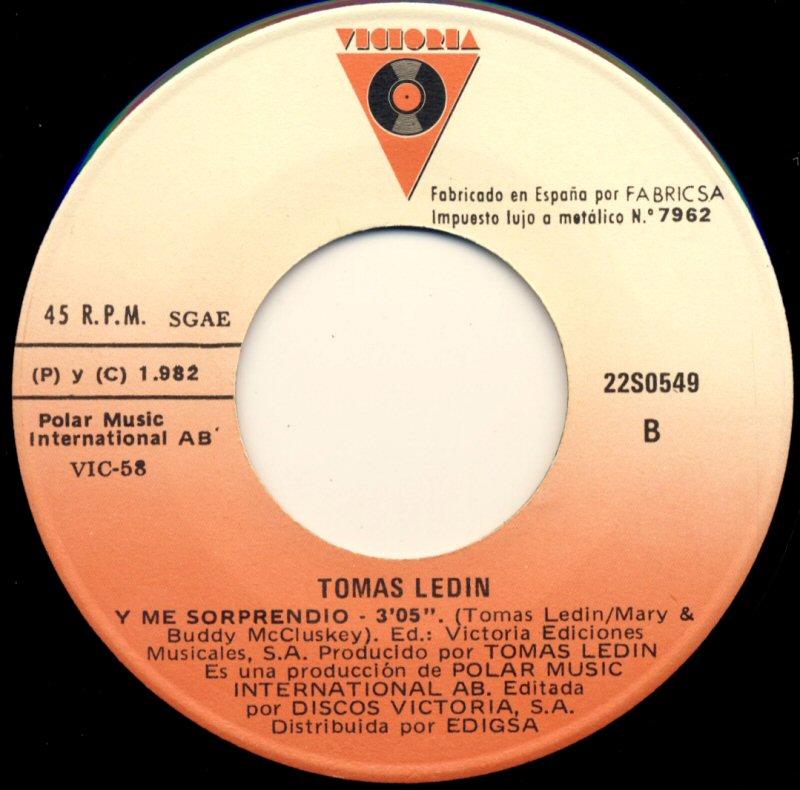 VICTORIA
Fabricado en España por FABRICSA
Impuesto lujo a metálico N.° 7962
45 R.P.M. SGAE
(P) y (C) 1.982
Polar Music
International AB
VIC-58
22S0549
B
TOMAS LEDIN
Y ME SORPRENDIO - 3'05". (Tomas Ledin/Mary &
Buddy McCluskey). Ed.: Victoria Ediciones
Musicales, S.A. Producido por TOMAS LEDIN
Es una producción de POLAR MUSIC
INTERNATIONAL AB. Editada
por DISCOS VICTORIA, S.A.
Distribuida por EDIGSA